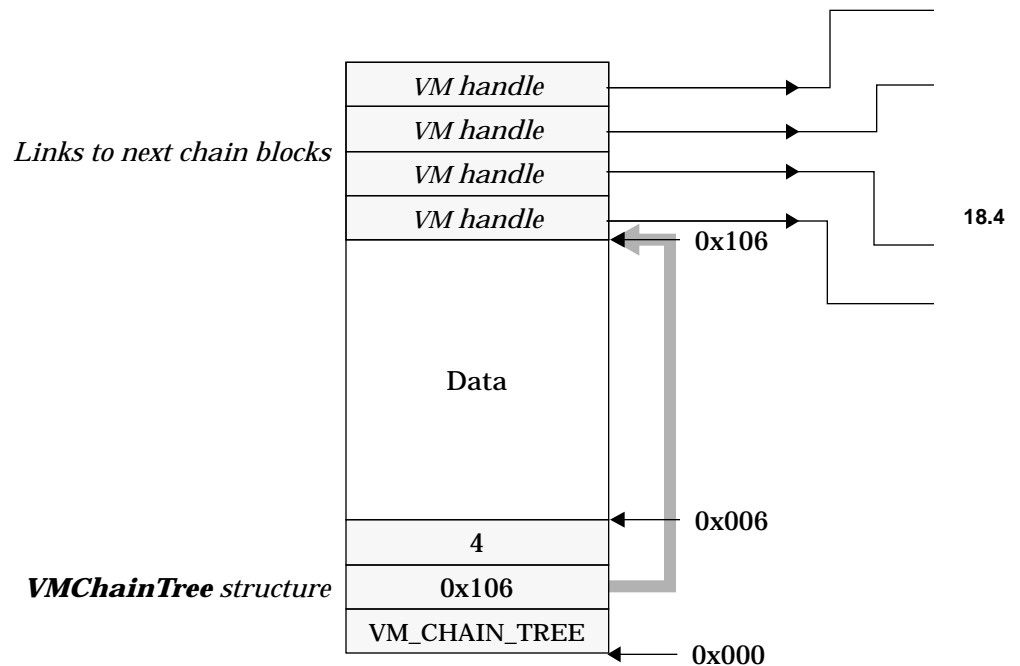 VM handle
VM handle
Links to next chain blocks
VM handle
VM handle
18.4
0x106
Data
0x006
4
VMChainTree structure
0x106
VM_CHAIN_TREE
0x000